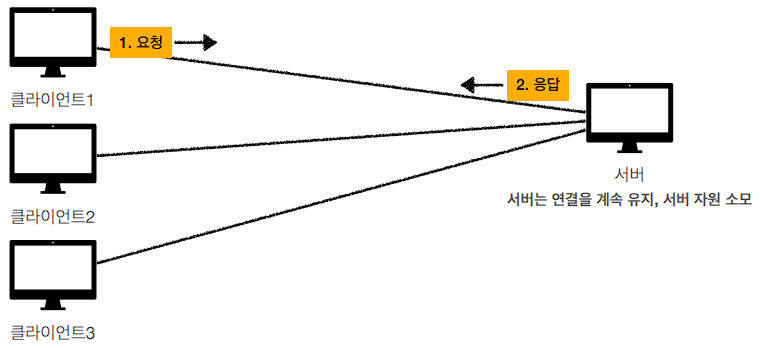 1. 요청
클라이언트1
2. 응답
클라이언트2
서버
서버는 연결을 계속 유지, 서버 자원 소모
클라이언트3